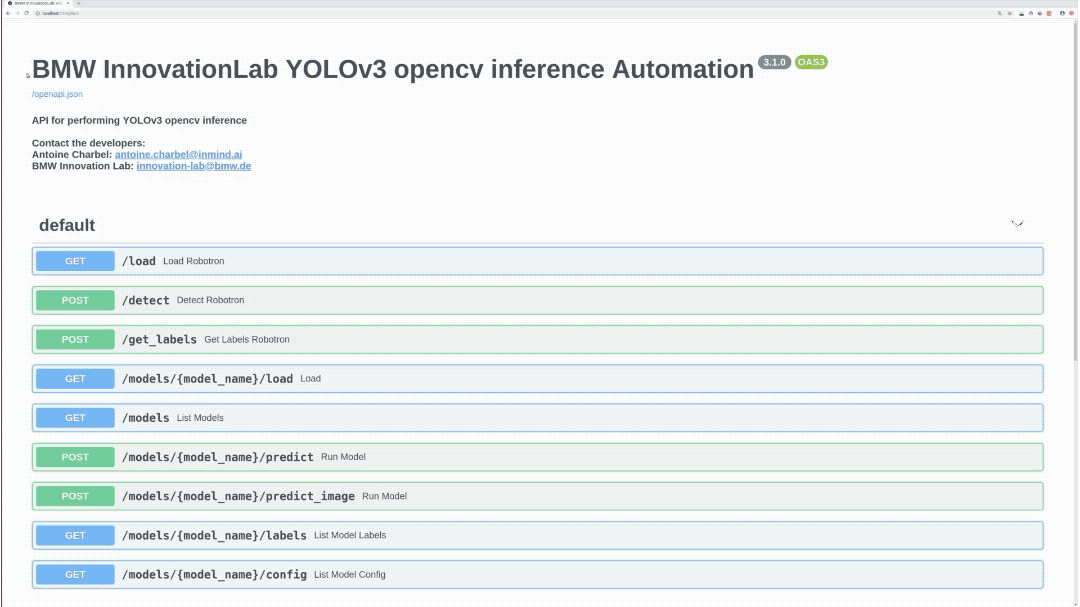 BMW InnovationLab YOLOv3 opencv inference Automation 3.1.0 OAS3
/openapi.json
API for performing YOLOv3 opencv inference
Contact the developers:
Antoine Charbel: antoine.charbel@inmind.ai
BMW Innovation Lab: innovation-lab@bmw.de
default
GET /load Load Robotron
POST /detect Detect Robotron
POST /get_labels Get Labels Robotron
GET /models/{model_name}/load Load
GET /models List Models
POST /models/{model_name}/predict Run Model
POST /models/{model_name}/predict_image Run Model
GET /models/{model_name}/labels List Model Labels
GET /models/{model_name}/config List Model Config